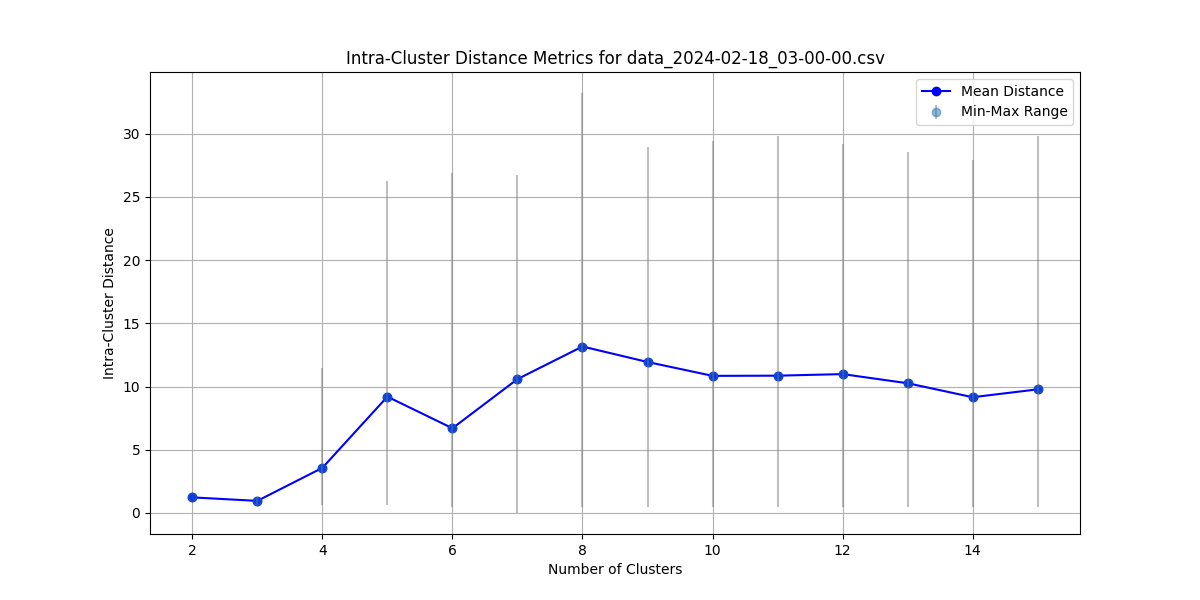 Intra-Cluster Distance Metrics for data_2024-02-18_03-00-00.csv
Mean Distance
Min-Max Range
Intra-Cluster Distance
30
25
20
15
10
5
0
2 4 6 8 10 12 14
Number of Clusters